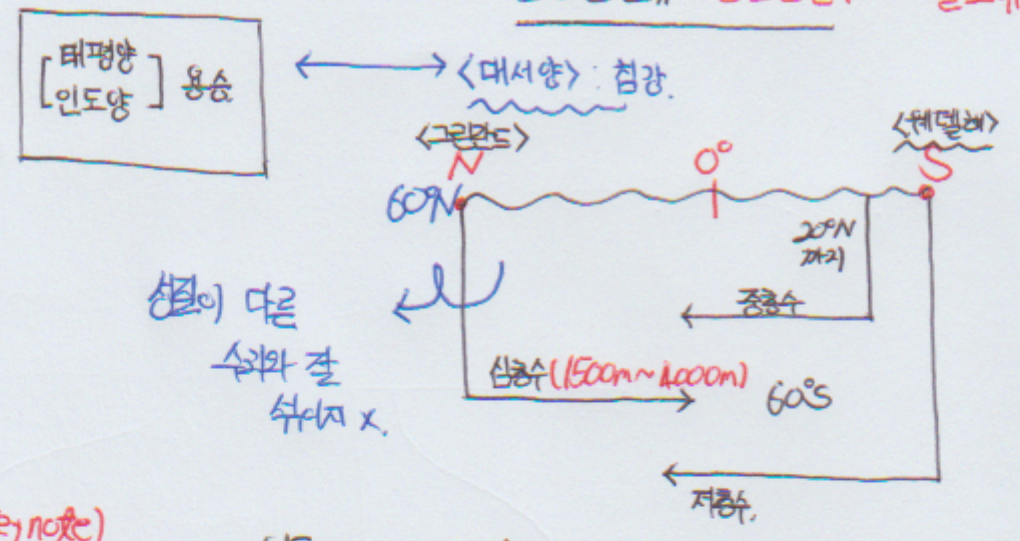 [태평양
인도양] 용승
<대서양> : 침강.
<그린란드>
<웨델해>
N
0°
S
60°N
20°N
까지
중층수
성질이 다른
수괴와 잘
섞이지 x.
심층수(1500m~4000m)
60°S
저층수.